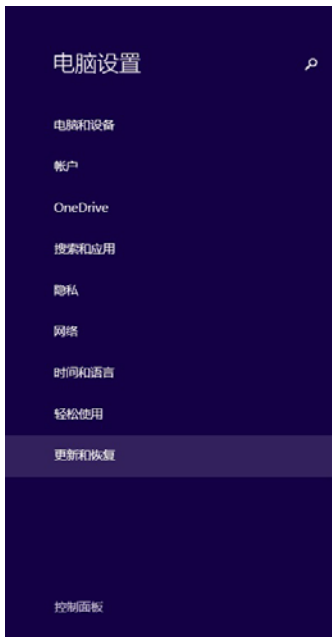 电脑设置
电脑和设备
帐户
OneDrive
搜索和应用
隐私
网络
时间和语言
轻松使用
更新和恢复
控制面板